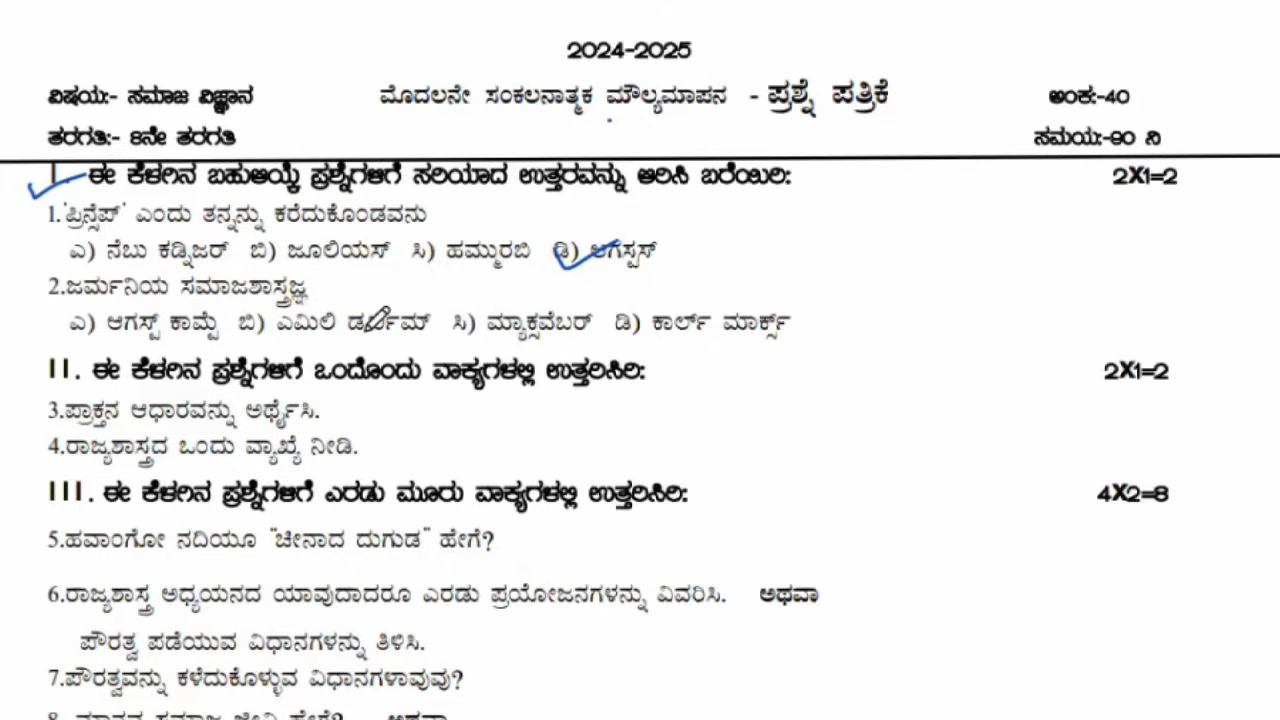 2024-2025
ವಿಷಯ:- ಸಮಾಜ ವಿಜ್ಞಾನ ಮೊದಲನೇ ಸಂಕಲನಾತ್ಮಕ ಮೌಲ್ಯಮಾಪನ - ಪ್ರಶ್ನೆ ಪತ್ರಿಕೆ ಅಂಕ:-40
ತರಗತಿ:- 8ನೇ ತರಗತಿ ಸಮಯ:-90 ನಿ
I. ಈ ಕೆಳಗಿನ ಬಹುಆಯ್ಕೆ ಪ್ರಶ್ನೆಗಳಿಗೆ ಸರಿಯಾದ ಉತ್ತರವನ್ನು ಆರಿಸಿ ಬರೆಯಿರಿ: 2X1=2
1.'ಪ್ರಿನ್ಸೆಪ್' ಎಂದು ತನ್ನನ್ನು ಕರೆದುಕೊಂಡವನು
ಎ) ನೆಬು ಕಡ್ನಿಜರ್ ಬಿ) ಜೂಲಿಯಸ್ ಸಿ) ಹಮ್ಮುರಬಿ ಡಿ) ಆಗಸ್ಟಸ್
2.ಜರ್ಮನಿಯ ಸಮಾಜಶಾಸ್ತ್ರಜ್ಞ
ಎ) ಆಗಸ್ಟ್ ಕಾಮ್ಟೆ ಬಿ) ಎಮಿಲಿ ಸಿ) ಮ್ಯಾಕ್ಸವೆಬರ್ ಡಿ) ಕಾರ್ಲ್ ಮಾರ್ಕ್ಸ್
II. ಈ ಕೆಳಗಿನ ಪ್ರಶ್ನೆಗಳಿಗೆ ಒಂದೊಂದು ವಾಕ್ಯಗಳಲ್ಲಿ ಉತ್ತರಿಸಿರಿ: 2X1=2
3.ಪ್ರಾಕ್ತನ ಆಧಾರವನ್ನು ಅರ್ಥೈಸಿ.
4.ರಾಜ್ಯಶಾಸ್ತ್ರದ ಒಂದು ವ್ಯಾಖ್ಯೆ ನೀಡಿ.
III. ಈ ಕೆಳಗಿನ ಪ್ರಶ್ನೆಗಳಿಗೆ ಎರಡು ಮೂರು ವಾಕ್ಯಗಳಲ್ಲಿ ಉತ್ತರಿಸಿರಿ: 4X2=8
5.ಹವಾಂಗೋ ನದಿಯೂ "ಚೀನಾದ ದುಗುಡ" ಹೇಗೆ?
6.ರಾಜ್ಯಶಾಸ್ತ್ರ ಅಧ್ಯಯನದ ಯಾವುದಾದರೂ ಎರಡು ಪ್ರಯೋಜನಗಳನ್ನು ವಿವರಿಸಿ. ಅಥವಾ
ಪೌರತ್ವ ಪಡೆಯುವ ವಿಧಾನಗಳನ್ನು ತಿಳಿಸಿ.
7.ಪೌರತ್ವವನ್ನು ಕಳೆದುಕೊಳ್ಳುವ ವಿಧಾನಗಳಾವುವು?
8. ಮಾನವ ಸಮಾಜ ಜೀವಿ ಹೇಗೆ? ಅಥವಾ